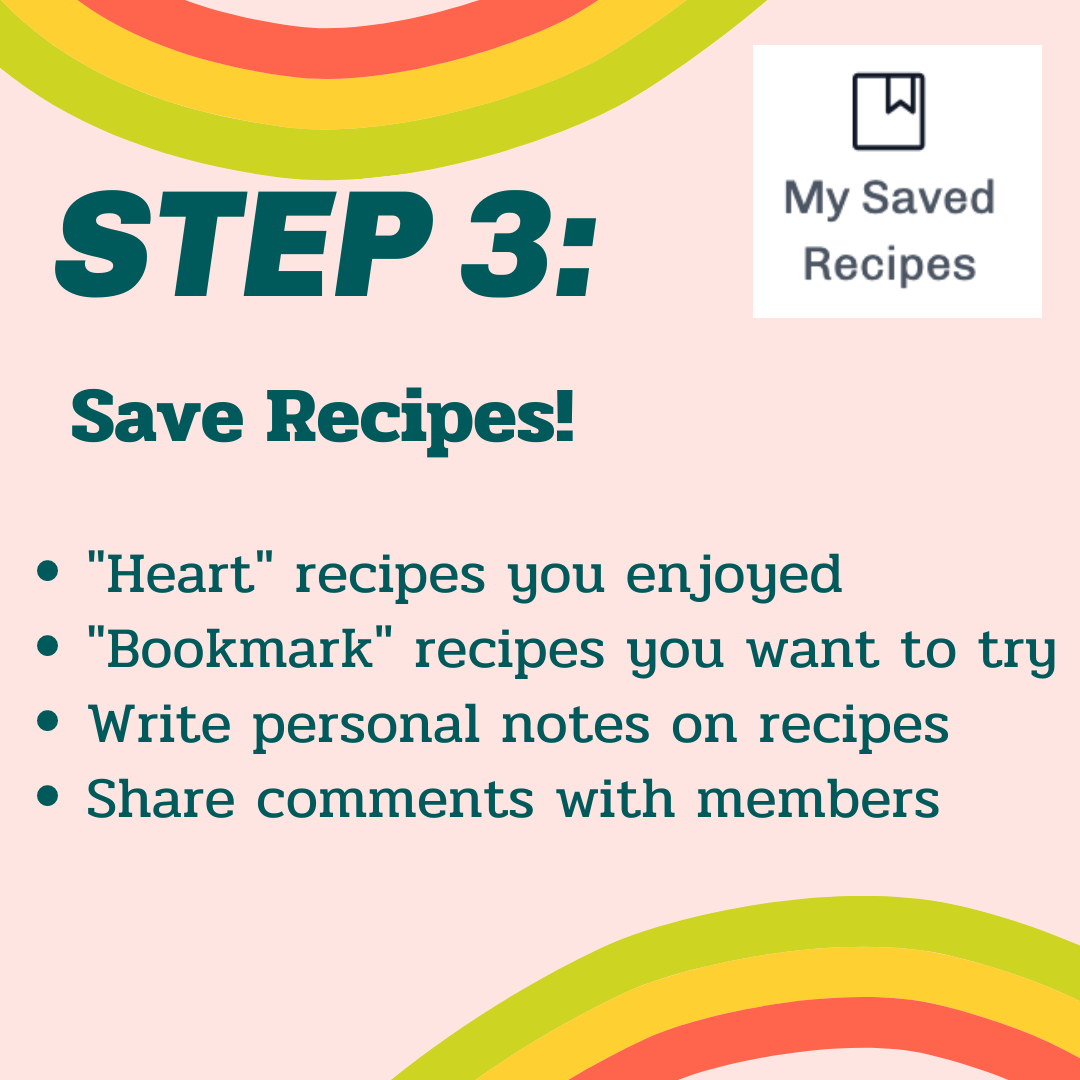 STEP 3:
My Saved
Recipes
Save Recipes!
• "Heart" recipes you enjoyed
• "Bookmark" recipes you want to try
• Write personal notes on recipes
• Share comments with members